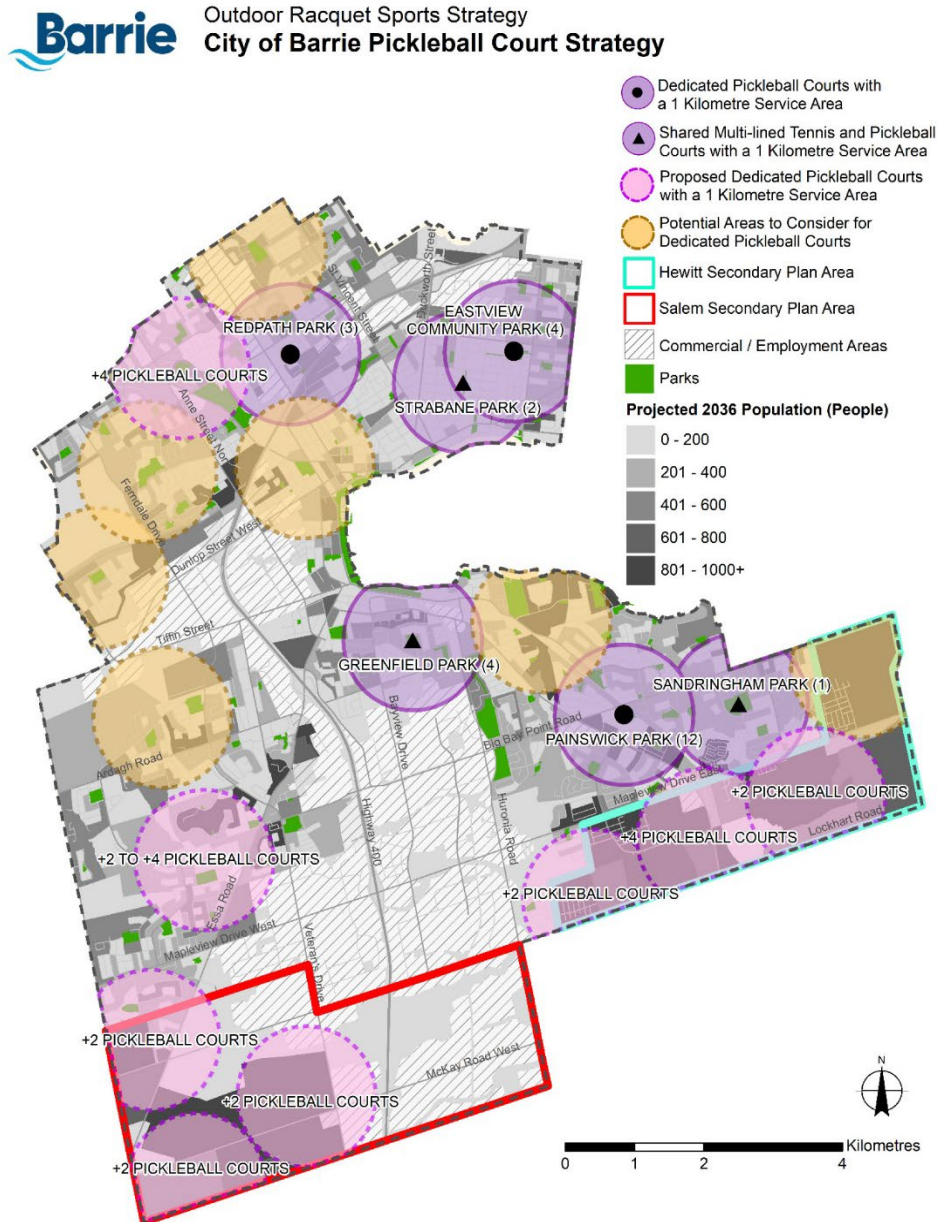 Barrie
Outdoor Racquet Sports Strategy
City of Barrie Pickleball Court Strategy
Dedicated Pickleball Courts with
a 1 Kilometre Service Area
Shared Multi-lined Tennis and Pickleball
Courts with a 1 Kilometre Service Area
Proposed Dedicated Pickleball Courts
with a 1 Kilometre Service Area
Potential Areas to Consider for
Dedicated Pickleball Courts
Hewitt Secondary Plan Area
Salem Secondary Plan Area
Commercial / Employment Areas
Parks
Projected 2036 Population (People)
0 - 200
201 - 400
401 - 600
601 - 800
801 - 1000+
St Vincent Street
Duckworth Street
REDPATH PARK (3)
EASTVIEW
COMMUNITY PARK (4)
+4 PICKLEBALL COURTS
STRABANE PARK (2)
Anne Street North
Ferndale Drive
Dunlop Street West
Tiffin Street
GREENFIELD PARK (4)
SANDRINGHAM PARK (1)
PAINSWICK PARK (12)
Bayview Drive
Big Bay Point Road
Ardagh Road
Highway 400
Huronia Road
Mapleview Drive East
+2 PICKLEBALL COURTS
+4 PICKLEBALL COURTS
Lockhart Road
+2 TO +4 PICKLEBALL COURTS
+2 PICKLEBALL COURTS
Essa Road
Mapleview Drive West
Veteran's Drive
+2 PICKLEBALL COURTS
McKay Road West
+2 PICKLEBALL COURTS
+2 PICKLEBALL COURTS
N
Kilometres
0 1 2 4